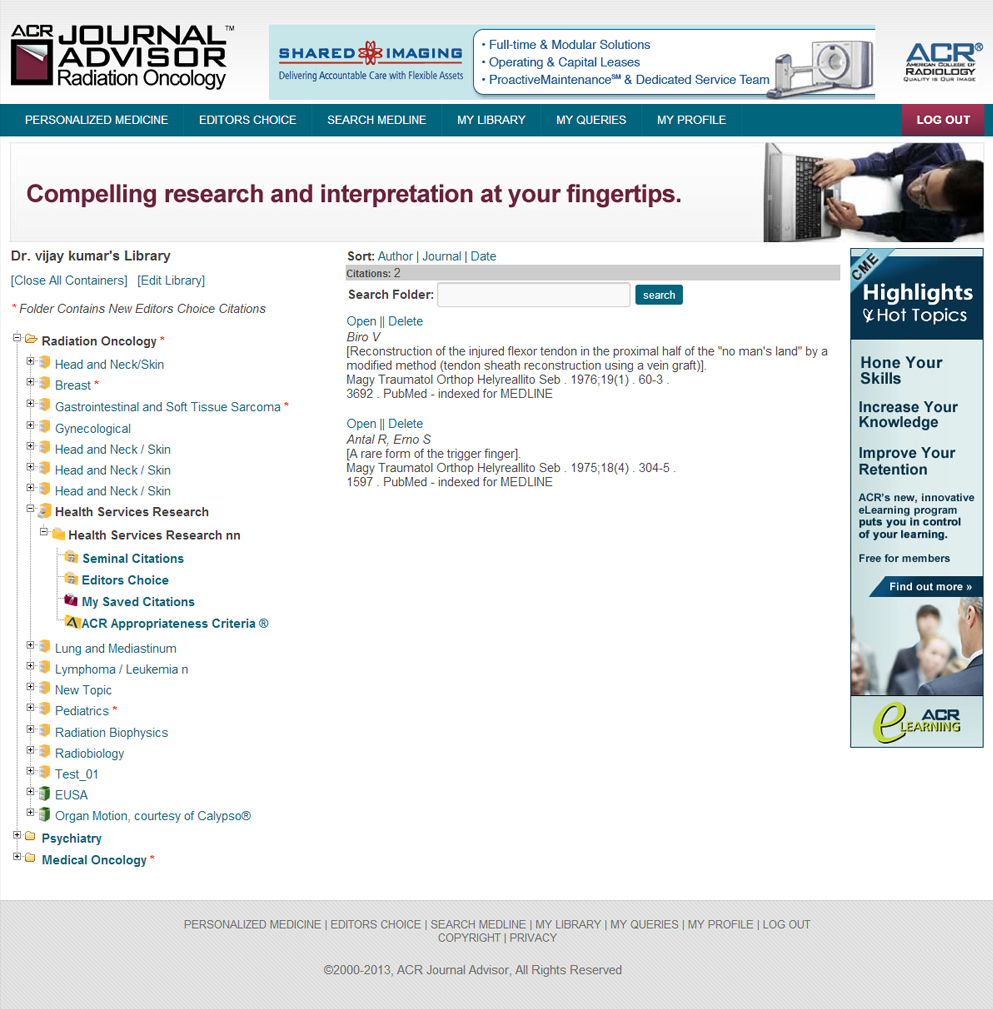 ACR JOURNAL ADVISOR™
Radiation Oncology
SHARED IMAGING
Delivering Accountable Care with Flexible Assets
• Full-time & Modular Solutions
• Operating & Capital Leases
• ProactiveMaintenance℠ & Dedicated Service Team
ACR®
AMERICAN COLLEGE OF
RADIOLOGY
QUALITY IS OUR IMAGE
PERSONALIZED MEDICINE EDITORS CHOICE SEARCH MEDLINE MY LIBRARY MY QUERIES MY PROFILE LOG OUT
Compelling research and interpretation at your fingertips.
Dr. vijay kumar's Library
[Close All Containers] [Edit Library]
* Folder Contains New Editors Choice Citations
Radiation Oncology *
Head and Neck/Skin
Breast *
Gastrointestinal and Soft Tissue Sarcoma *
Gynecological
Head and Neck / Skin
Head and Neck / Skin
Head and Neck / Skin
Health Services Research
Health Services Research nn
Seminal Citations
Editors Choice
My Saved Citations
ACR Appropriateness Criteria ®
Lung and Mediastinum
Lymphoma / Leukemia n
New Topic
Pediatrics *
Radiation Biophysics
Radiobiology
Test_01
EUSA
Organ Motion, courtesy of Calypso®
Psychiatry
Medical Oncology *
Sort: Author | Journal | Date
Citations: 2
Search Folder: search
Open || Delete
Biro V
[Reconstruction of the injured flexor tendon in the proximal half of the "no man's land" by a
modified method (tendon sheath reconstruction using a vein graft)].
Magy Traumatol Orthop Helyreallito Seb . 1976;19(1) . 60-3 .
3692 . PubMed - indexed for MEDLINE
Open || Delete
Antal R, Erno S
[A rare form of the trigger finger].
Magy Traumatol Orthop Helyreallito Seb . 1975;18(4) . 304-5 .
1597 . PubMed - indexed for MEDLINE
CME
Highlights
& Hot Topics
Hone Your
Skills
Increase Your
Knowledge
Improve Your
Retention
ACR's new, innovative
eLearning program
puts you in control
of your learning.
Free for members
Find out more »
ACR
eLEARNING
PERSONALIZED MEDICINE | EDITORS CHOICE | SEARCH MEDLINE | MY LIBRARY | MY QUERIES | MY PROFILE | LOG OUT
COPYRIGHT | PRIVACY
©2000-2013, ACR Journal Advisor, All Rights Reserved